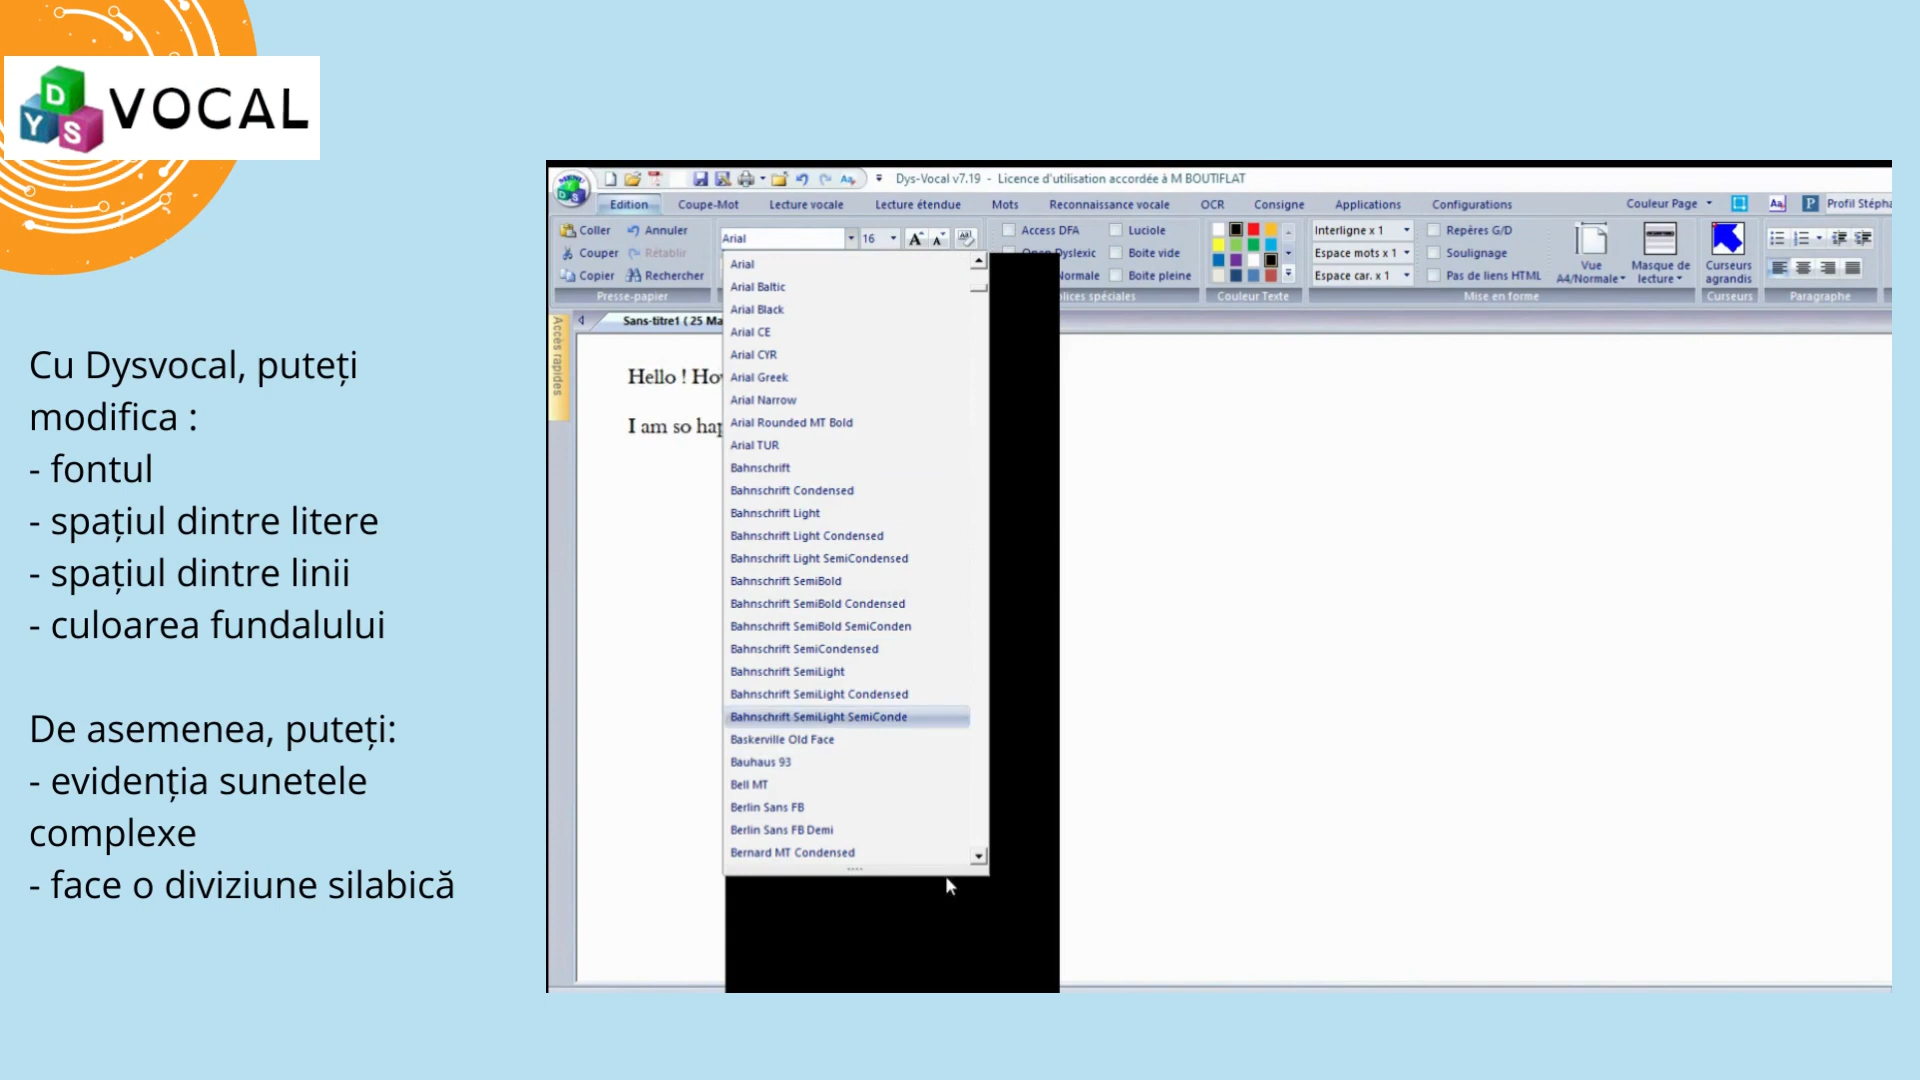 D
Y S VOCAL
Cu Dysvocal, puteți
modifica :
- fontul
- spațiul dintre litere
- spațiul dintre linii
- culoarea fundalului
De asemenea, puteți:
- evidenția sunetele
complexe
- face o diviziune silabică
Dys-Vocal v7.19 - Licence d'utilisation accordée à M BOUTIFLAT
Edition Coupe-Mot Lecture vocale Lecture étendue Mots Reconnaissance vocale OCR Consigne Applications Configurations Couleur Page Profil
Coller Annuler Arial 16 Access DFA Luciole Interligne x 1 Repères G/D
Couper Rétablir Boite vide Espace mots x 1 Soulignage
Copier Rechercher Boite pleine Espace car. x 1 Pas de liens HTML
Vue
A4/Normale
Masque de
lecture
Curseurs
agrandis
Presse-papier spéciales Couleur Texte Mise en forme Curseurs Paragraphe
Accès rapides
Sans-titre1 ( 25
Hello !
I am so
Arial
Arial Baltic
Arial Black
Arial CE
Arial CYR
Arial Greek
Arial Narrow
Arial Rounded MT Bold
Arial TUR
Bahnschrift
Bahnschrift Condensed
Bahnschrift Light
Bahnschrift Light Condensed
Bahnschrift Light SemiCondensed
Bahnschrift SemiBold
Bahnschrift SemiBold Condensed
Bahnschrift SemiBold SemiConden
Bahnschrift SemiCondensed
Bahnschrift SemiLight
Bahnschrift SemiLight Condensed
Bahnschrift SemiLight SemiConde
Baskerville Old Face
Bauhaus 93
Bell MT
Berlin Sans FB
Berlin Sans FB Demi
Bernard MT Condensed